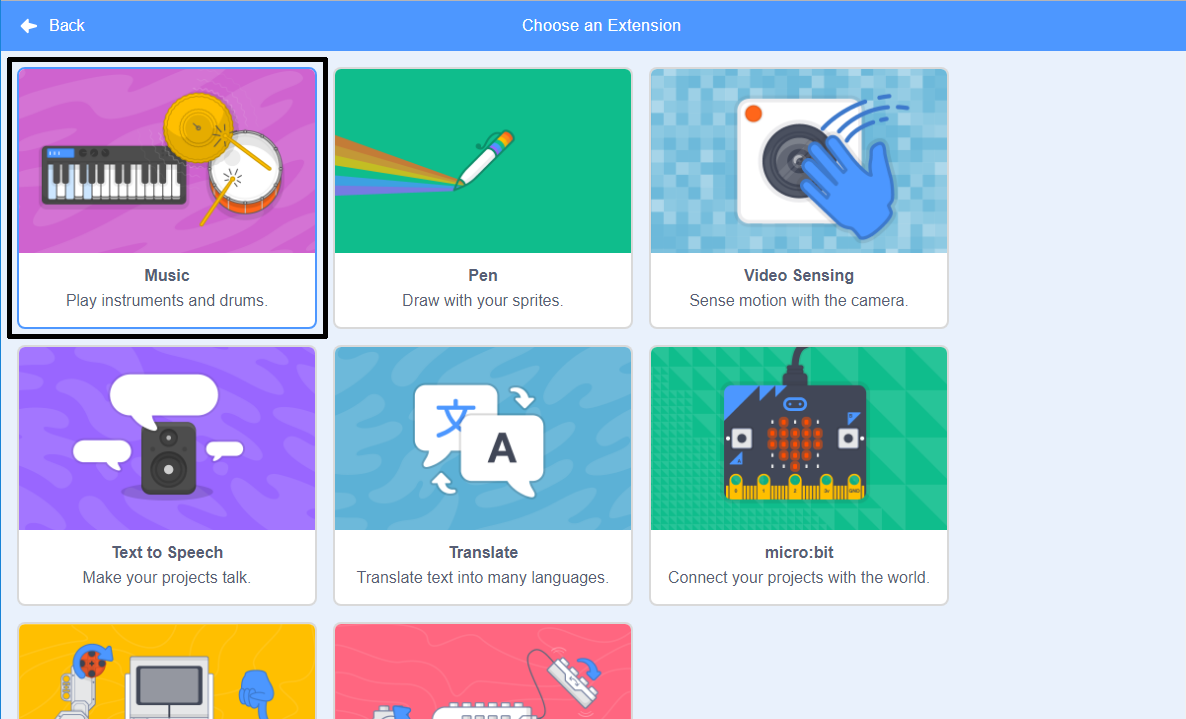 Back
Choose an Extension
Music
Play instruments and drums.
Pen
Draw with your sprites.
Video Sensing
Sense motion with the camera.
文
A
Text to Speech
Make your projects talk.
Translate
Translate text into many languages.
micro:bit
Connect your projects with the world.